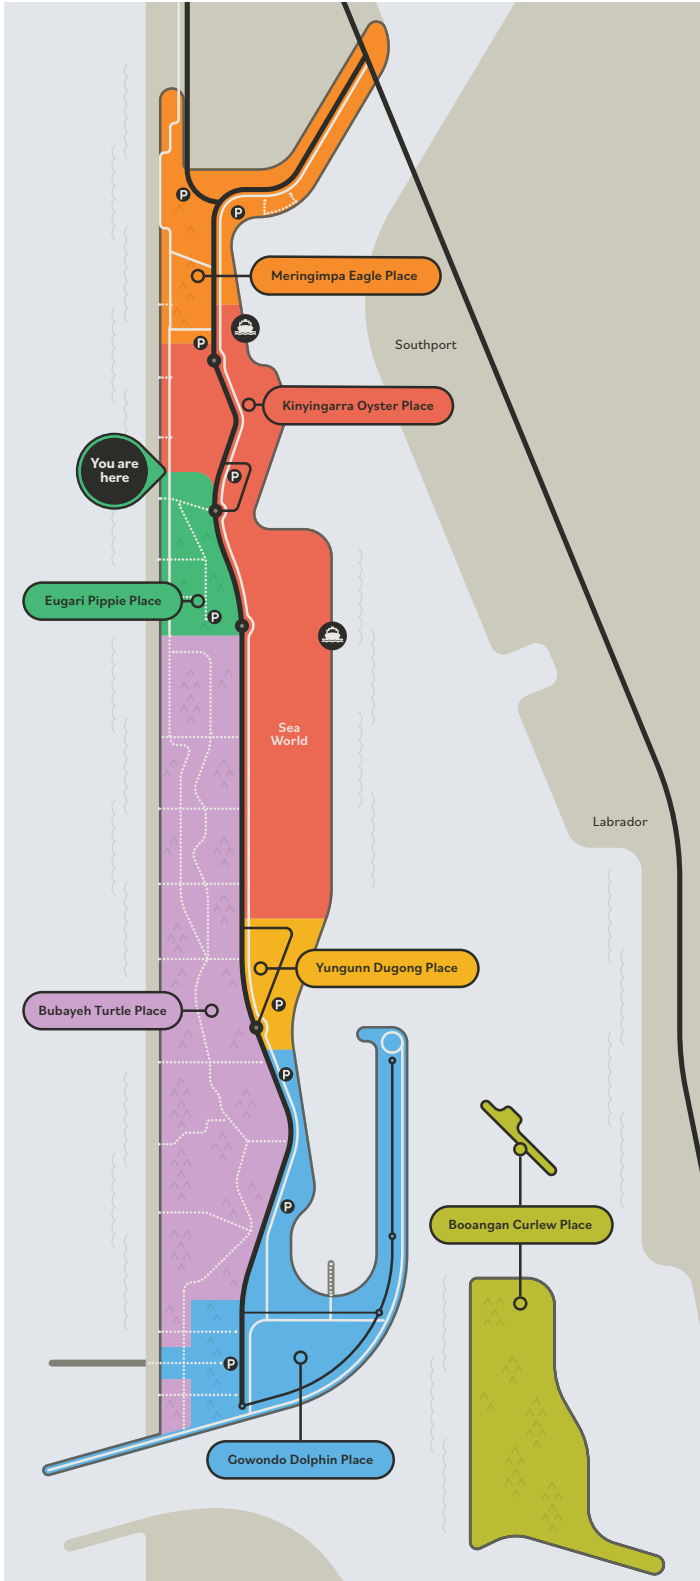 P
P
Meringimpa Eagle Place
P
Southport
Kinyingarra Oyster Place
You are
here
P
Eugari Pippie Place
P
Sea
World
Labrador
Yungunn Dugong Place
P
Bubayeh Turtle Place
P
P
Booangan Curlew Place
P
Gowondo Dolphin Place